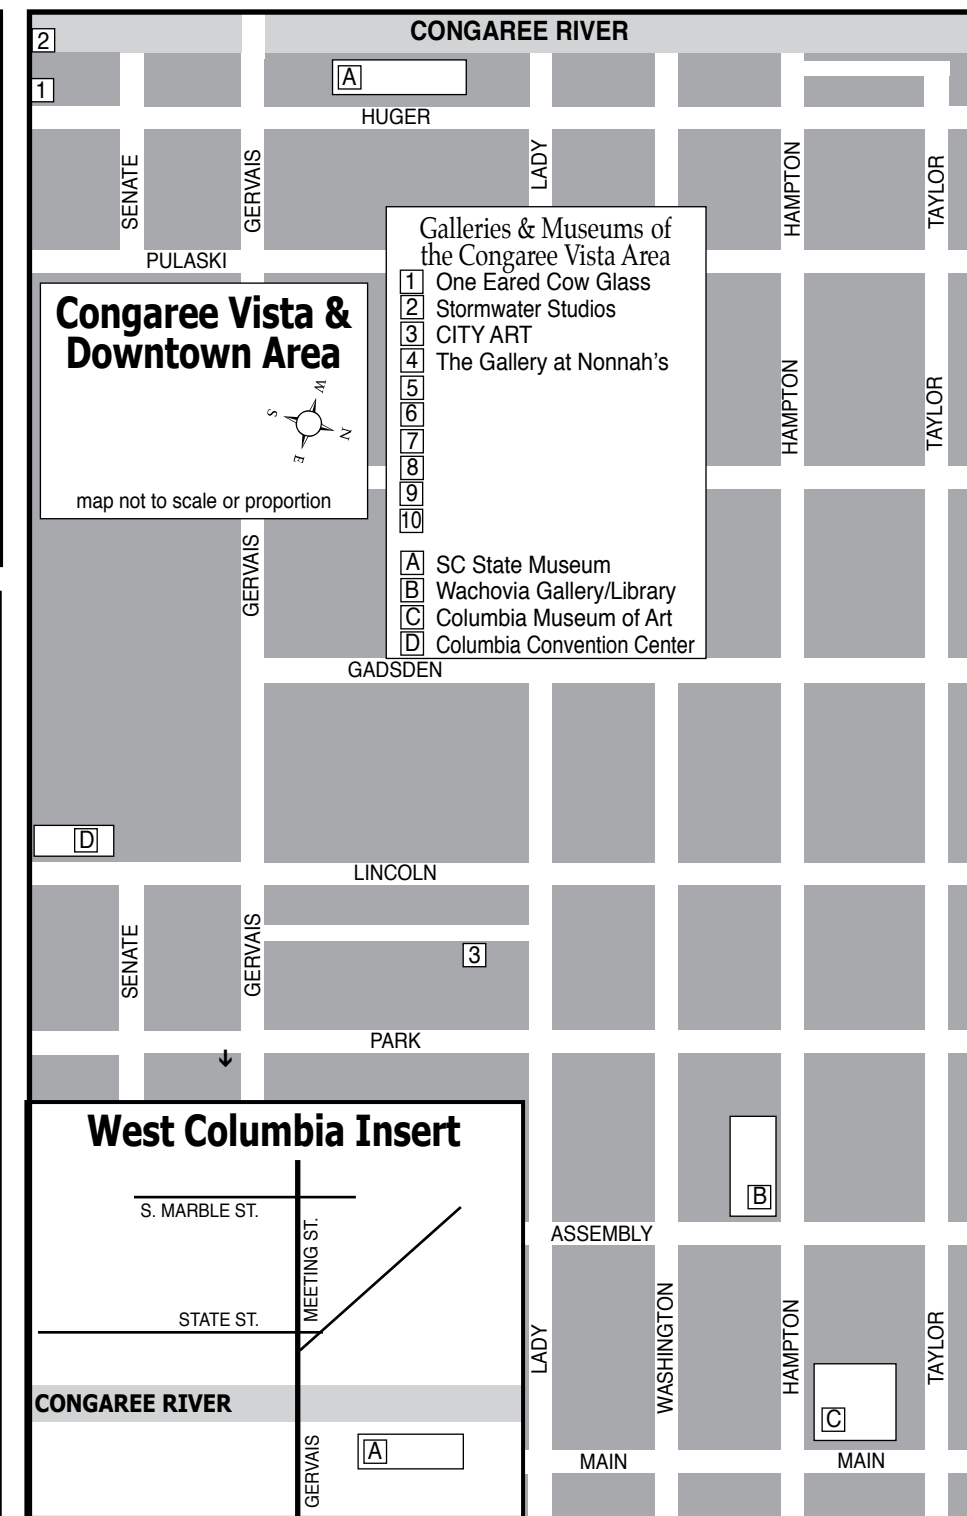 CONGAREE RIVER
2
1
A
HUGER
SENATE
GERVAIS
LADY
HAMPTON
TAYLOR
PULASKI
Galleries & Museums of
the Congaree Vista Area
1 One Eared Cow Glass
2 Stormwater Studios
3 CITY ART
4 The Gallery at Nonnah's
5
6
7
8
9
10
A SC State Museum
B Wachovia Gallery/Library
C Columbia Museum of Art
D Columbia Convention Center
Congaree Vista &
Downtown Area
W
S
N
E
map not to scale or proportion
HAMPTON
TAYLOR
GERVAIS
GADSDEN
D
LINCOLN
SENATE
GERVAIS
3
PARK
West Columbia Insert
S. MARBLE ST.
MEETING ST.
STATE ST.
CONGAREE RIVER
GERVAIS
A
B
ASSEMBLY
LADY
WASHINGTON
HAMPTON
TAYLOR
C
MAIN
MAIN